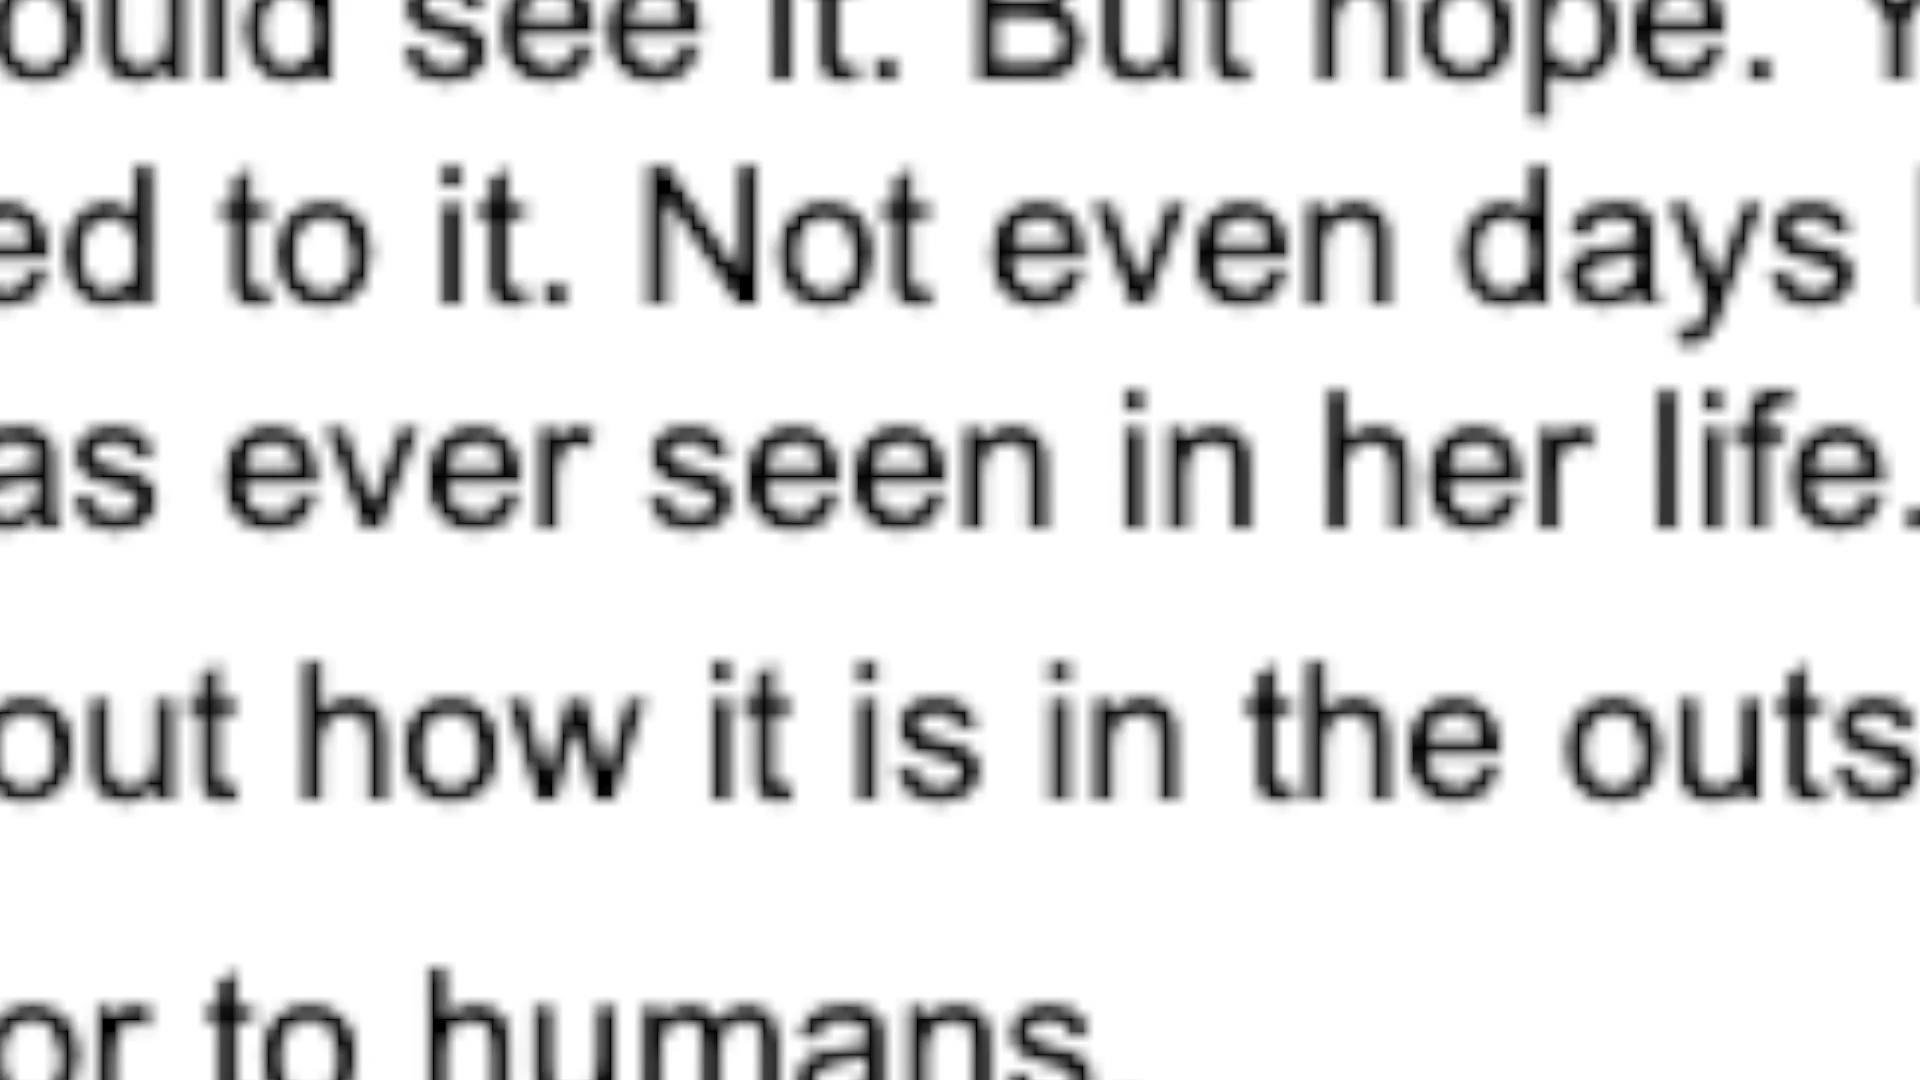 ould see it. But hope. Y
ed to it. Not even days
as ever seen in her life.
out how it is in the outs
or to humans.